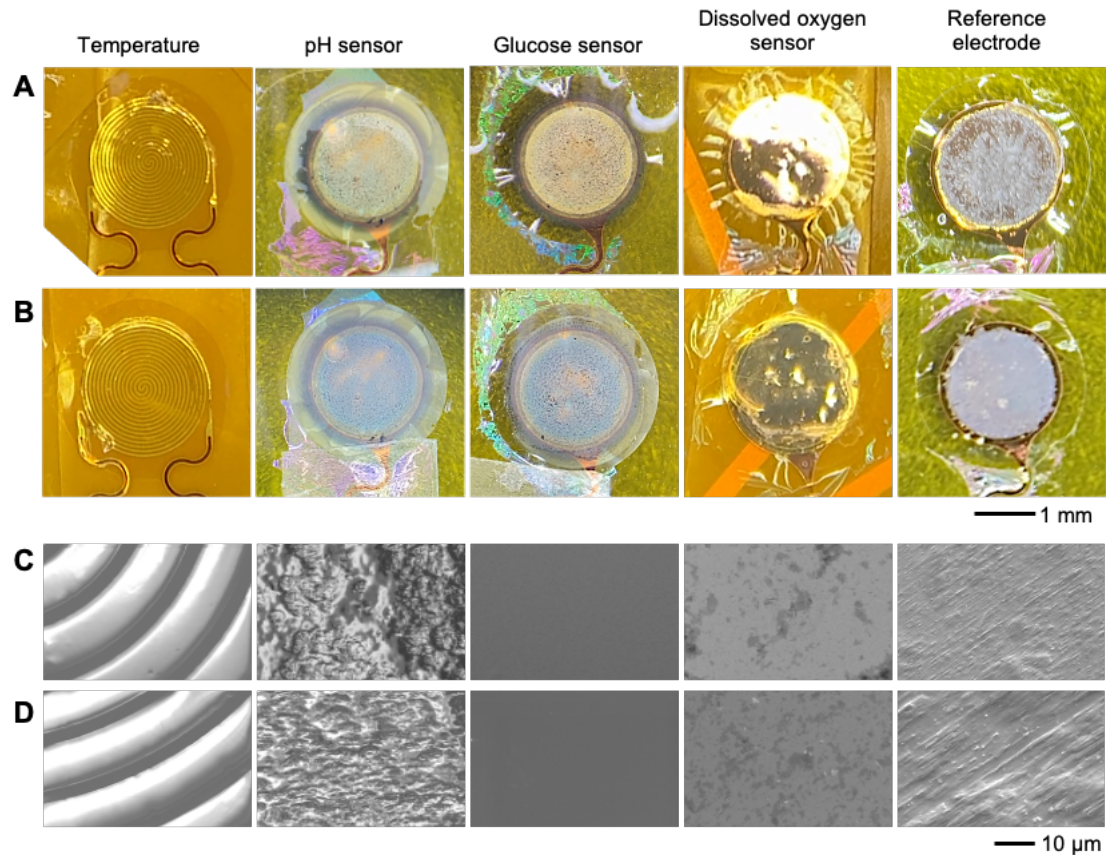 Temperature
pH sensor
Glucose sensor
Dissolved oxygen
sensor
Reference
electrode
A
B
1 mm
C
D
10 µm